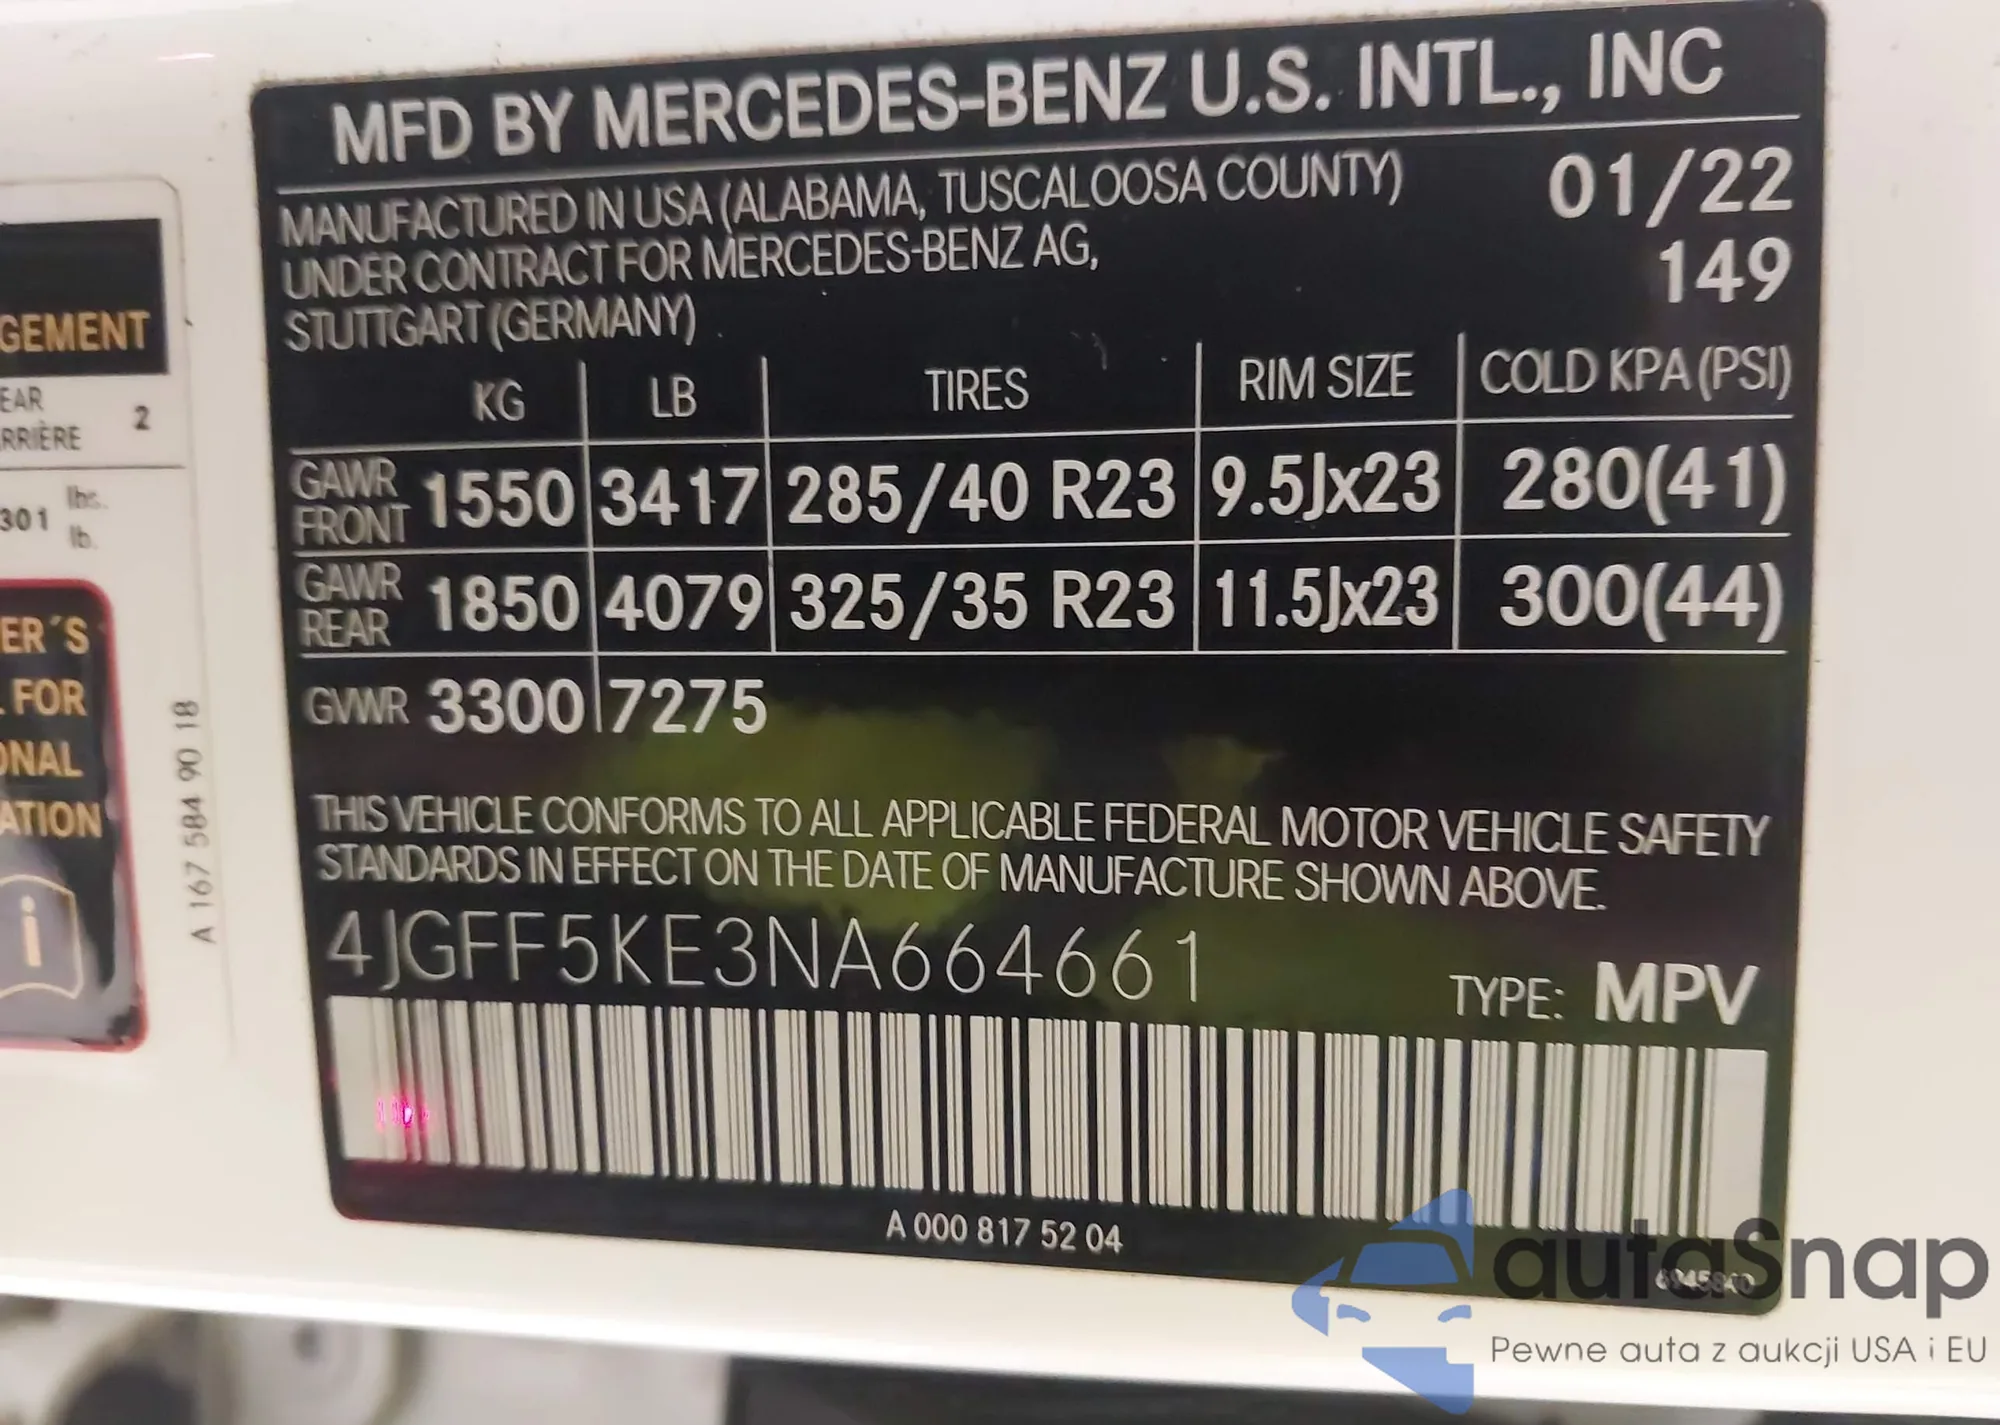 MFD BY MERCEDES-BENZ U.S. INTL., INC
MANUFACTURED IN USA (ALABAMA, TUSCALOOSA COUNTY) 01/22
UNDER CONTRACT FOR MERCEDES-BENZ AG, 149
STUTTGART (GERMANY)
KG LB TIRES RIM SIZE COLD KPA (PSI)
GAWR FRONT 1550 3417 285/40 R23 9.5Jx23 280(41)
GAWR REAR 1850 4079 325/35 R23 11.5Jx23 300(44)
GVWR 3300 7275
THIS VEHICLE CONFORMS TO ALL APPLICABLE FEDERAL MOTOR VEHICLE SAFETY
STANDARDS IN EFFECT ON THE DATE OF MANUFACTURE SHOWN ABOVE.
4JGFF5KE3NA664661
TYPE: MPV
A 000 817 52 04
GEMENT
EAR 2
RRIÈRE
301 lbs.
lb.
ER´S
L FOR
ONAL
ATION
i
A 167 584 90 18
autaSnap
Pewne auta z aukcji USA i EU